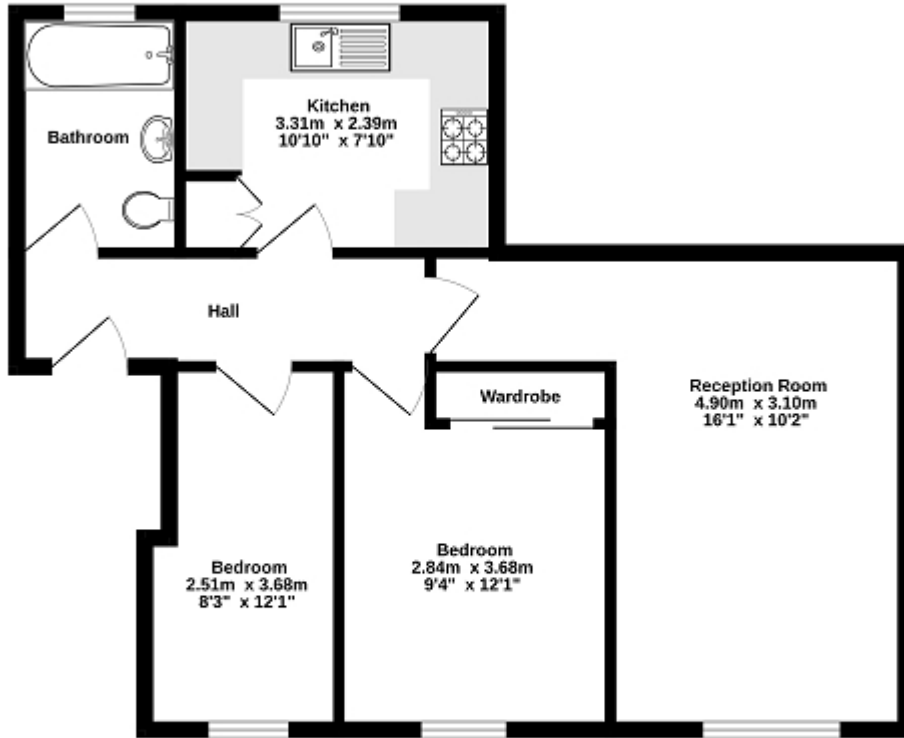 Kitchen
3.31m x 2.39m
10'10" x 7'10"
Bathroom
Hall
Wardrobe
Reception Room
4.90m x 3.10m
16'1" x 10'2"
Bedroom
2.84m x 3.68m
9'4" x 12'1"
Bedroom
2.51m x 3.68m
8'3" x 12'1"